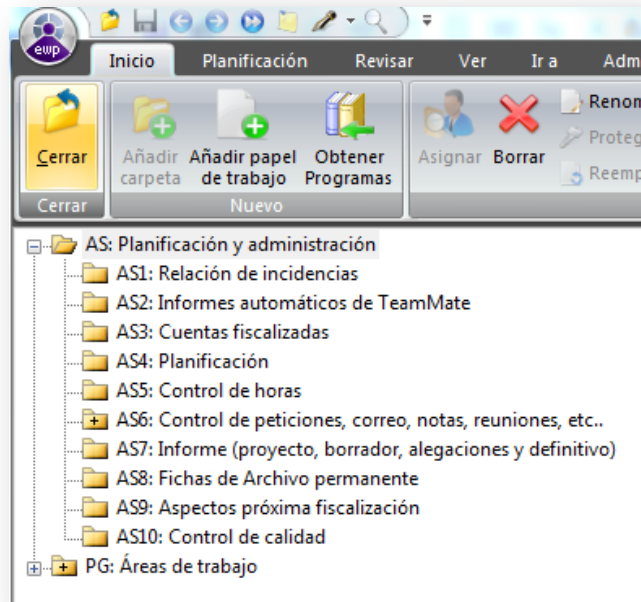 ewp
Inicio Planificación Revisar Ver Ir a
Cerrar
Añadir carpeta
Añadir papel de trabajo
Obtener Programas
Asignar
Borrar
Cerrar
Nuevo
AS: Planificación y administración
AS1: Relación de incidencias
AS2: Informes automáticos de TeamMate
AS3: Cuentas fiscalizadas
AS4: Planificación
AS5: Control de horas
AS6: Control de peticiones, correo, notas, reuniones, etc..
AS7: Informe (proyecto, borrador, alegaciones y definitivo)
AS8: Fichas de Archivo permanente
AS9: Aspectos próxima fiscalización
AS10: Control de calidad
PG: Áreas de trabajo